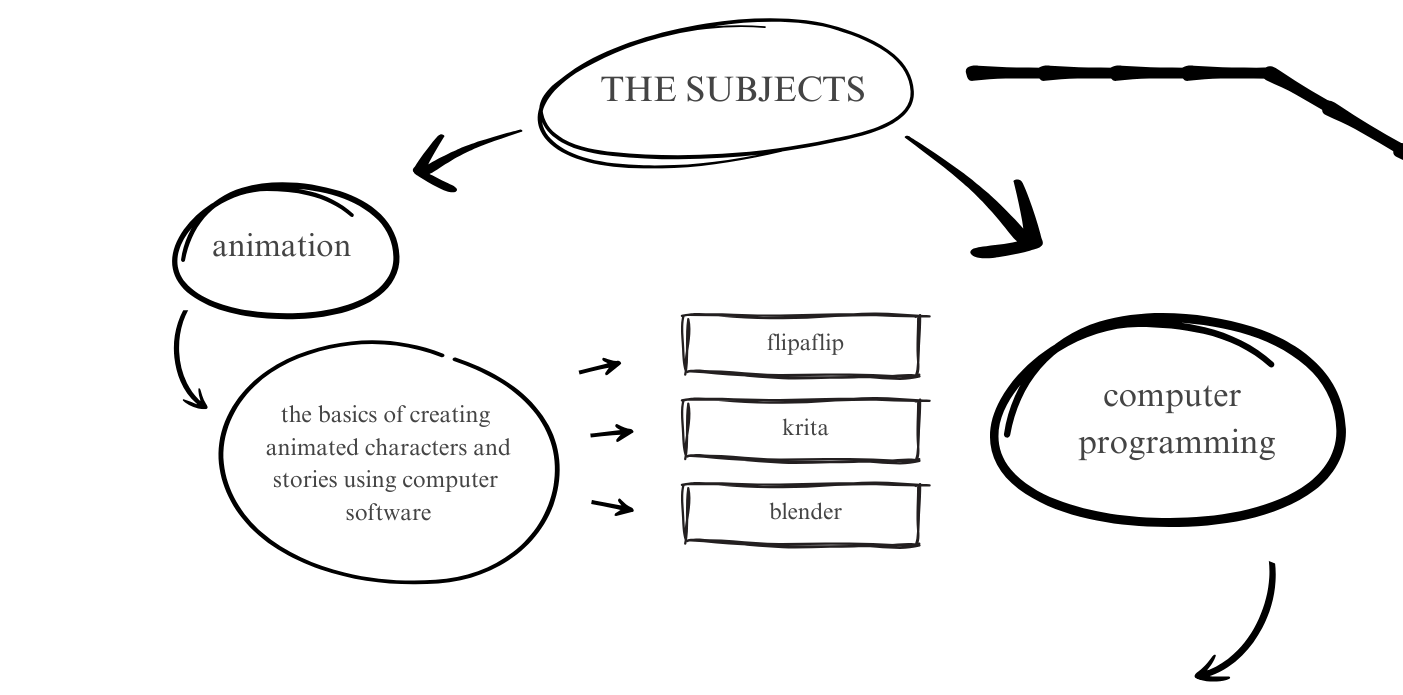 THE SUBJECTS
animation
the basics of creating
animated characters and
stories using computer
software
flipaflip
krita
blender
computer
programming